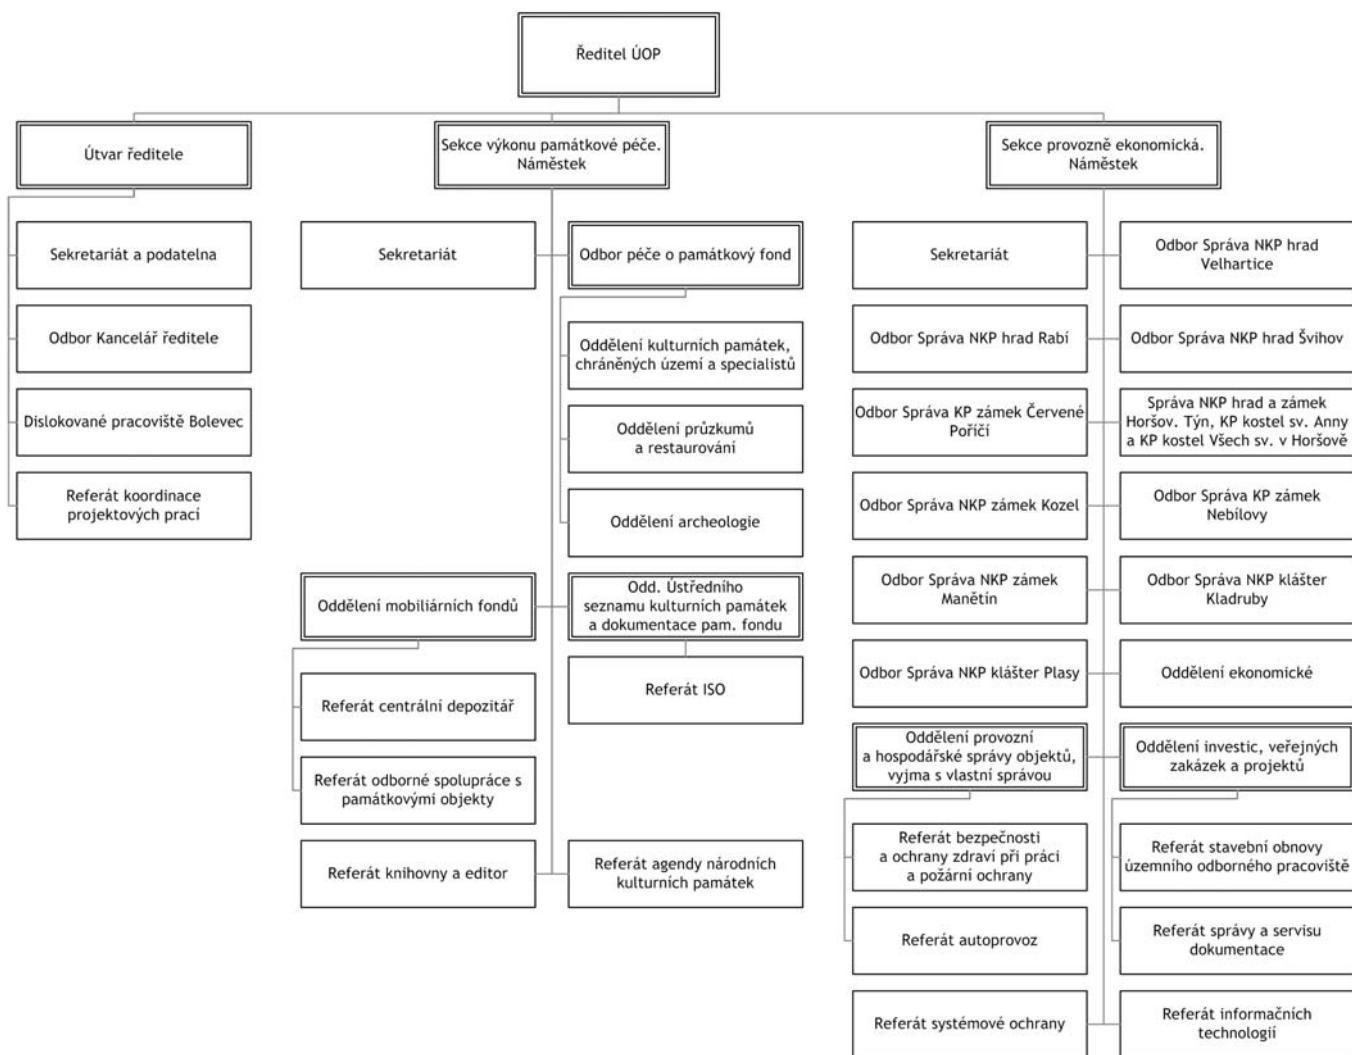 Ředitel ÚOP
Útvar ředitele
Sekce výkonu památkové péče.
Náměstek
Sekce provozně ekonomická.
Náměstek
Sekretariát a podatelna
Odbor Kancelář ředitele
Dislokované pracoviště Bolevec
Referát koordinace
projektových prací
Sekretariát
Odbor péče o památkový fond
Oddělení kulturních památek,
chráněných území a specialistů
Oddělení průzkumů
a restaurování
Oddělení archeologie
Oddělení mobiliárních fondů
Odd. Ústředního
seznamu kulturních památek
a dokumentace pam. fondu
Referát centrální depozitář
Referát ISO
Referát odborné spolupráce s
památkovými objekty
Referát knihovny a editor
Referát agendy národních
kulturních památek
Sekretariát
Odbor Správa NKP hrad
Velhartice
Odbor Správa NKP hrad Rabí
Odbor Správa NKP hrad Švihov
Odbor Správa KP zámek Červené
Poříčí
Správa NKP hrad a zámek
Horšov. Týn, KP kostel sv. Anny
a KP kostel Všech sv. v Horšově
Odbor Správa NKP zámek Kozel
Odbor Správa KP zámek
Nebílovy
Odbor Správa NKP zámek
Manětín
Odbor Správa NKP klášter
Kladruby
Odbor Správa NKP klášter Plasy
Oddělení ekonomické
Oddělení provozní
a hospodářské správy objektů,
vyjma s vlastní správou
Oddělení investic, veřejných
zakázek a projektů
Referát bezpečnosti
a ochrany zdraví při práci
a požární ochrany
Referát stavební obnovy
územního odborného pracoviště
Referát autoprovoz
Referát správy a servisu
dokumentace
Referát systémové ochrany
Referát informačních
technologií